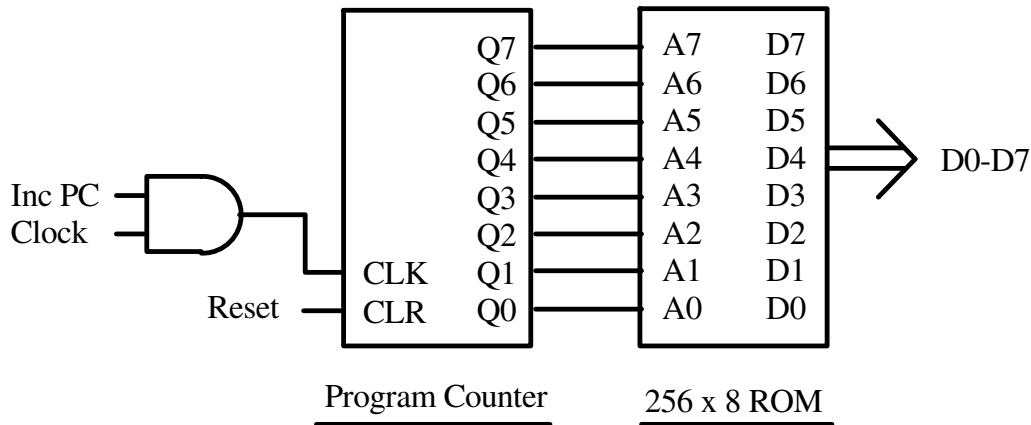 Inc PC
Clock
Reset
CLK
CLR
Q7
Q6
Q5
Q4
Q3
Q2
Q1
Q0
Program Counter
A7
A6
A5
A4
A3
A2
A1
A0
D7
D6
D5
D4
D3
D2
D1
D0
256 x 8 ROM
D0-D7